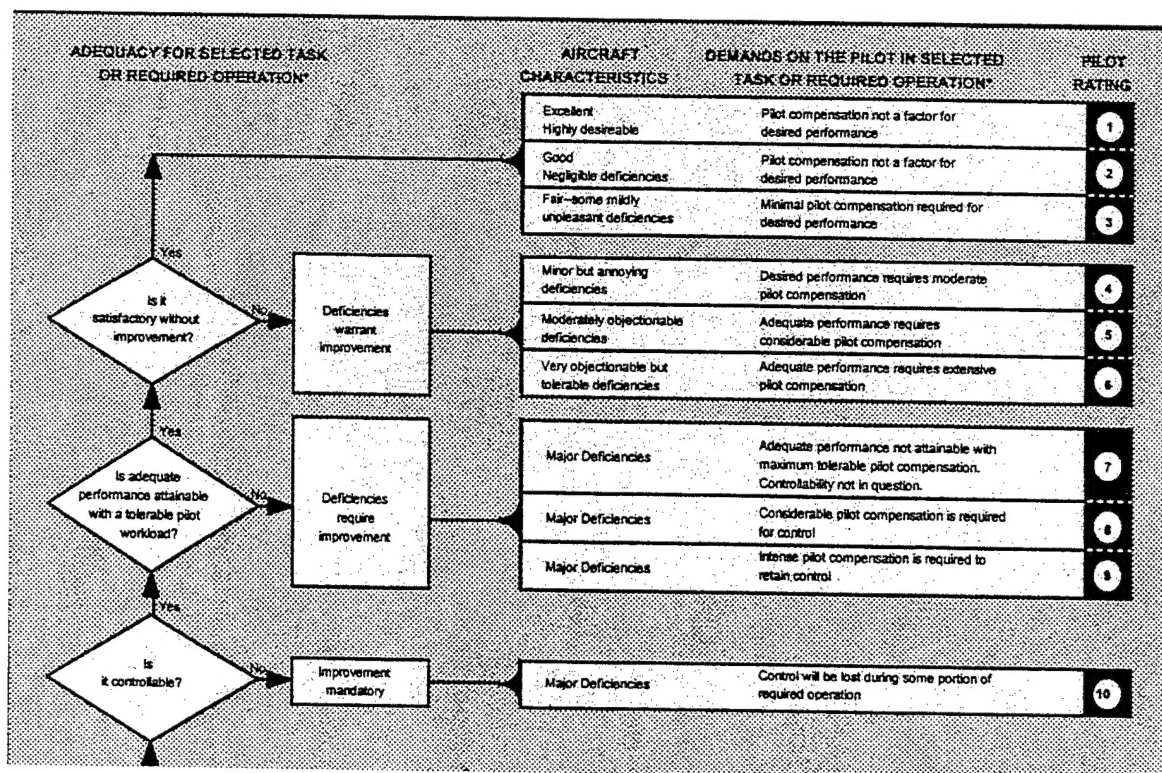 ADEQUACY FOR SELECTED TASK
OR REQUIRED OPERATION*
AIRCRAFT
CHARACTERISTICS
DEMANDS ON THE PILOT IN SELECTED
TASK OR REQUIRED OPERATION*
PILOT
RATING
Excellent
Highly desireable
Pilot compensation not a factor for
desired performance
1
Good
Negligible deficiencies
Pilot compensation not a factor for
desired performance
2
Fair--some mildly
unpleasant deficiencies
Minimal pilot compensation required for
desired performance
3
Yes
Is it
satisfactory without
improvement?
No
Deficiencies
warrant
improvement
Minor but annoying
deficiencies
Desired performance requires moderate
pilot compensation
4
Moderately objectionable
deficiencies
Adequate performance requires
considerable pilot compensation
5
Very objectionable but
tolerable deficiencies
Adequate performance requires extensive
pilot compensation
6
Yes
Is adequate
performance attainable
with a tolerable pilot
workload?
No
Deficiencies
require
improvement
Major Deficiencies
Adequate performance not attainable with
maximum tolerable pilot compensation.
Controllability not in question.
7
Major Deficiencies
Considerable pilot compensation is required
for control
8
Major Deficiencies
Intense pilot compensation is required to
retain control
9
Yes
Is
it controllable?
No
Improvement
mandatory
Major Deficiencies
Control will be lost during some portion of
required operation
10